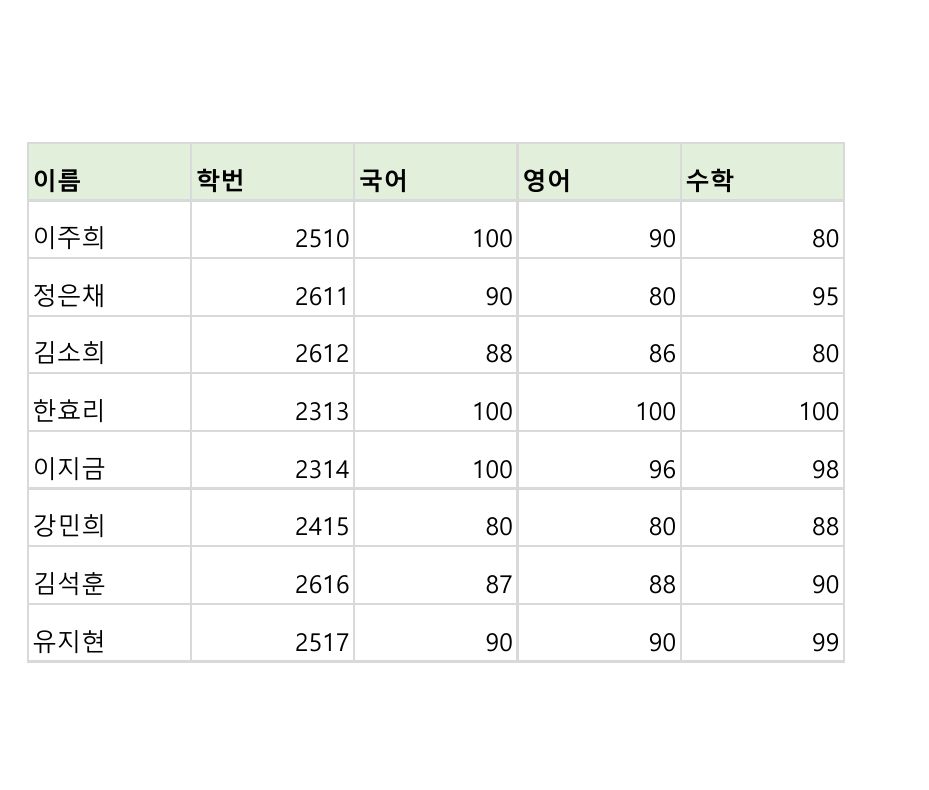 이름 학번 국어 영어 수학
이주희 2510 100 90 80
정은채 2611 90 80 95
김소희 2612 88 86 80
한효리 2313 100 100 100
이지금 2314 100 96 98
강민희 2415 80 80 88
김석훈 2616 87 88 90
유지현 2517 90 90 99